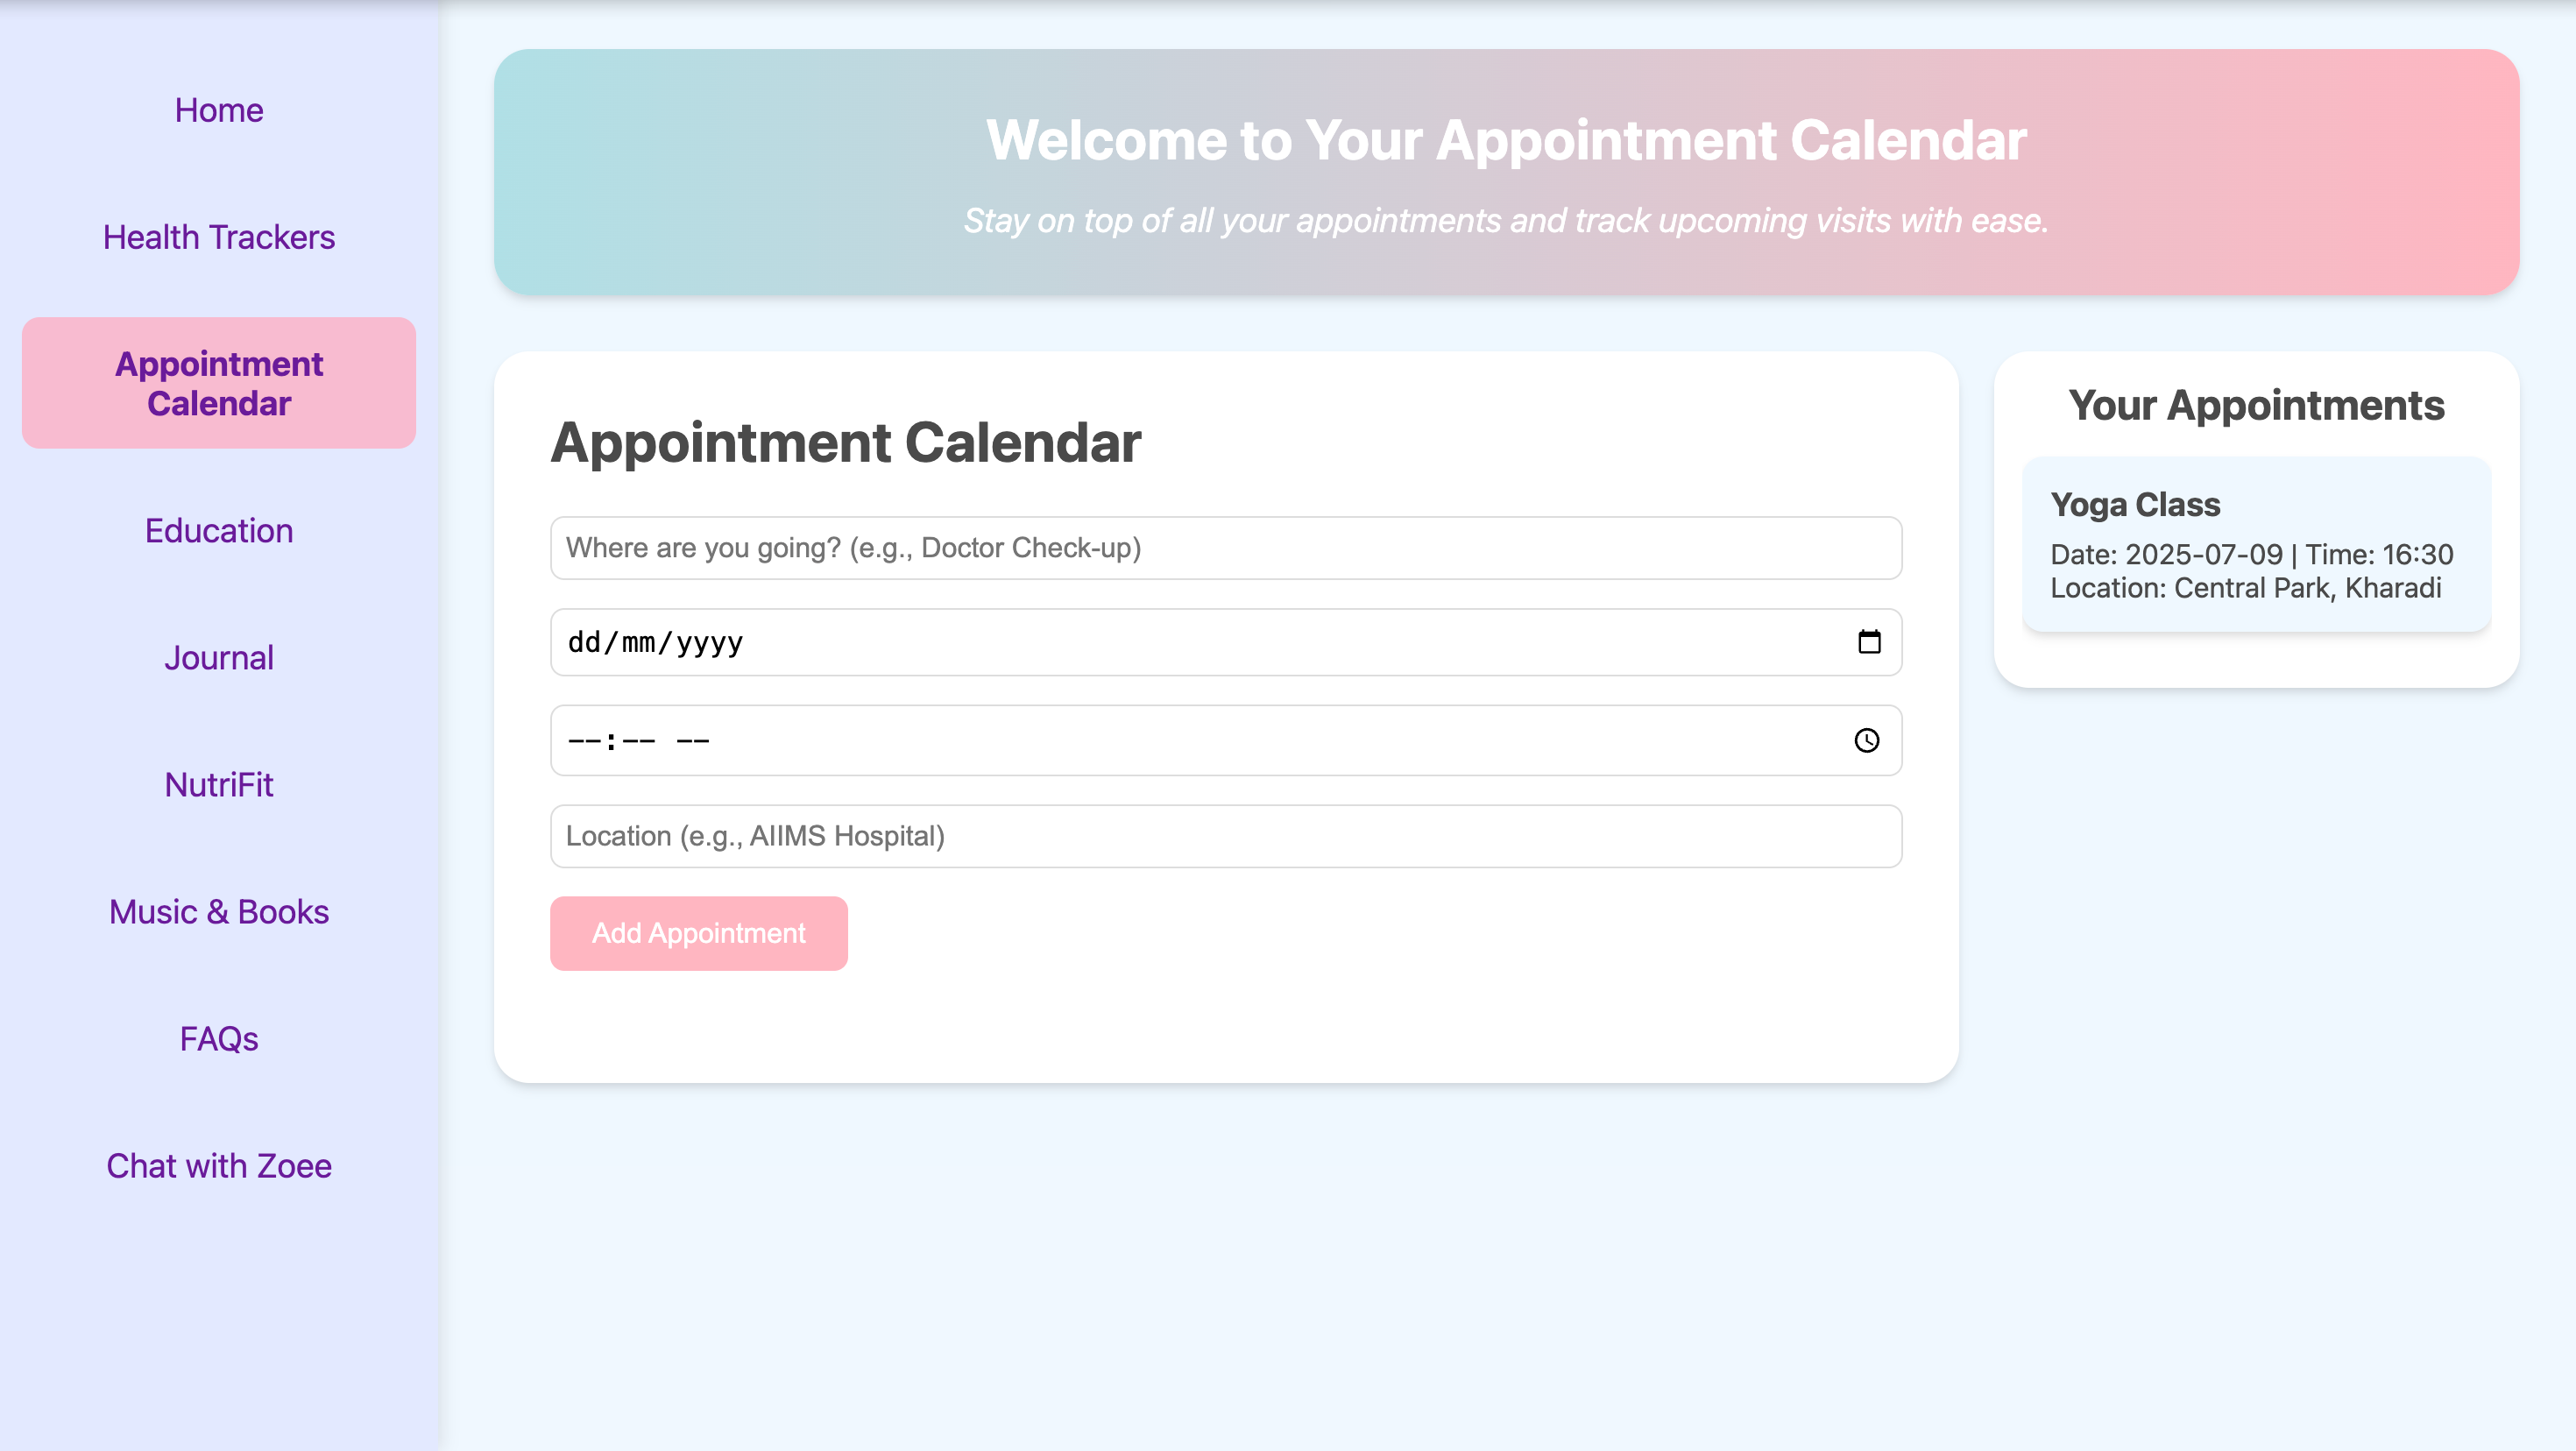 Home
Health Trackers
Appointment
Calendar
Education
Journal
NutriFit
Music & Books
FAQs
Chat with Zoee
Welcome to Your Appointment Calendar
Stay on top of all your appointments and track upcoming visits with ease.
Appointment Calendar
Where are you going? (e.g., Doctor Check-up)
dd/mm/yyyy
--:-- --
Location (e.g., AIIMS Hospital)
Add Appointment
Your Appointments
Yoga Class
Date: 2025-07-09 | Time: 16:30
Location: Central Park, Kharadi